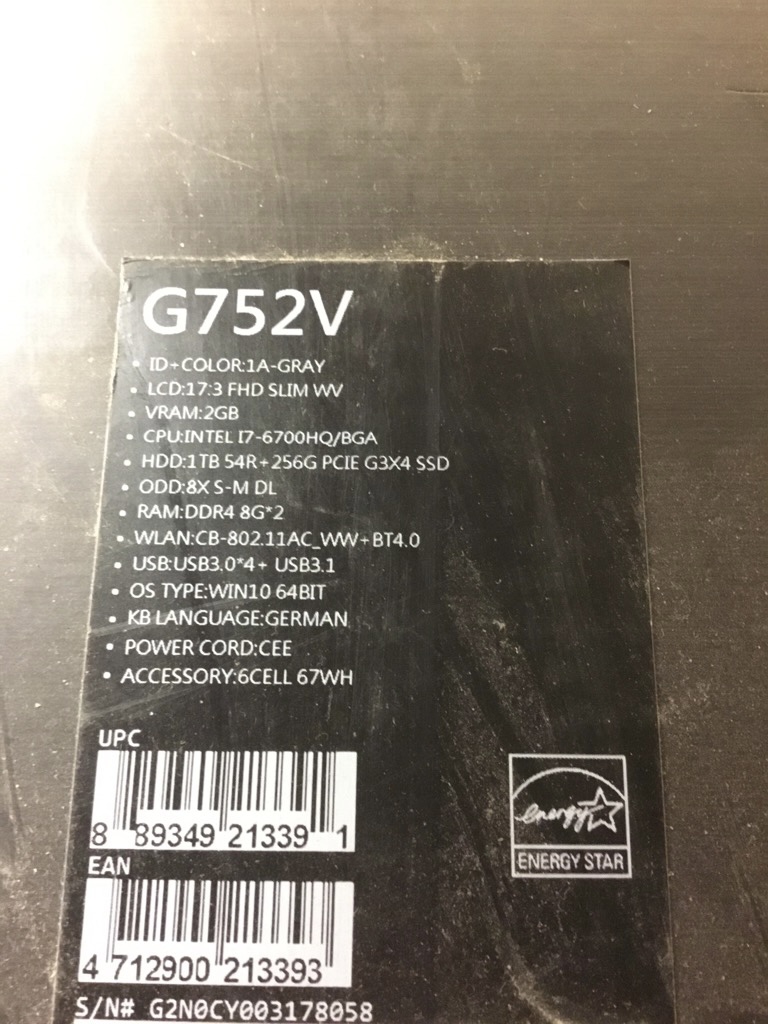 G752V
• ID+COLOR:1A-GRAY
• LCD:17.3 FHD SLIM WV
• VRAM:2GB
• CPU:INTEL I7-6700HQ/BGA
• HDD:1TB 54R+256G PCIE G3X4 SSD
• ODD:8X S-M DL
• RAM:DDR4 8G*2
• WLAN:CB-802.11AC_WW+BT4.0
• USB:USB3.0*4+ USB3.1
• OS TYPE:WIN10 64BIT
• KB LANGUAGE:GERMAN
• POWER CORD:CEE
• ACCESSORY:6CELL 67WH
UPC
8 89349 21339 1
energy
ENERGY STAR
EAN
4 712900 213393
S/N# G2N0CY003178058